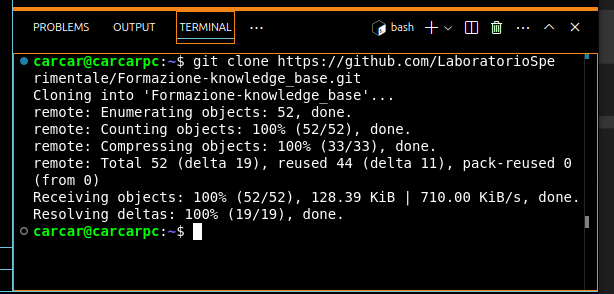 PROBLEMS OUTPUT TERMINAL ··· bash
carcar@carcarpc:~$ git clone https://github.com/LaboratorioSpe
rimentale/Formazione-knowledge_base.git
Cloning into 'Formazione-knowledge_base'...
remote: Enumerating objects: 52, done.
remote: Counting objects: 100% (52/52), done.
remote: Compressing objects: 100% (33/33), done.
remote: Total 52 (delta 19), reused 44 (delta 11), pack-reused 0
(from 0)
Receiving objects: 100% (52/52), 128.39 KiB | 710.00 KiB/s, done.
Resolving deltas: 100% (19/19), done.
carcar@carcarpc:~$